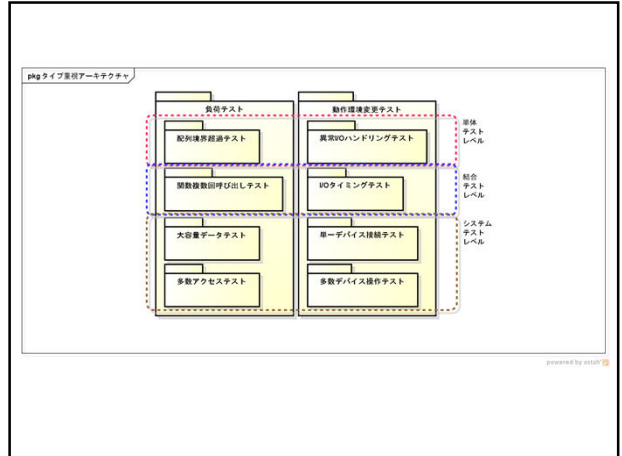 pkg タイプ重視アーキテクチャ
負荷テスト
動作環境変更テスト
単体
テスト
レベル
配列境界超過テスト
異常I/Oハンドリングテスト
結合
テスト
レベル
関数複数回呼び出しテスト
I/Oタイミングテスト
システム
テスト
レベル
大容量データテスト
単一デバイス接続テスト
多数アクセステスト
多数デバイス操作テスト
powered by astah*